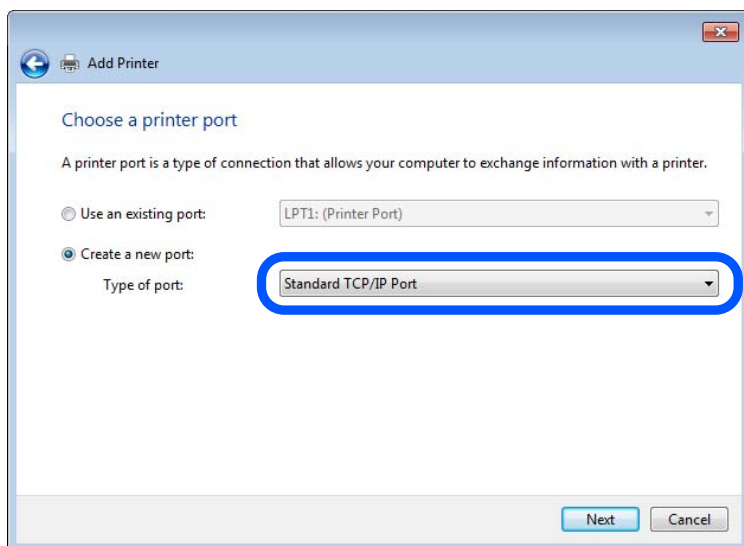 Add Printer
Choose a printer port
A printer port is a type of connection that allows your computer to exchange information with a printer.
Use an existing port: LPT1: (Printer Port)
Create a new port:
Type of port: Standard TCP/IP Port
Next Cancel